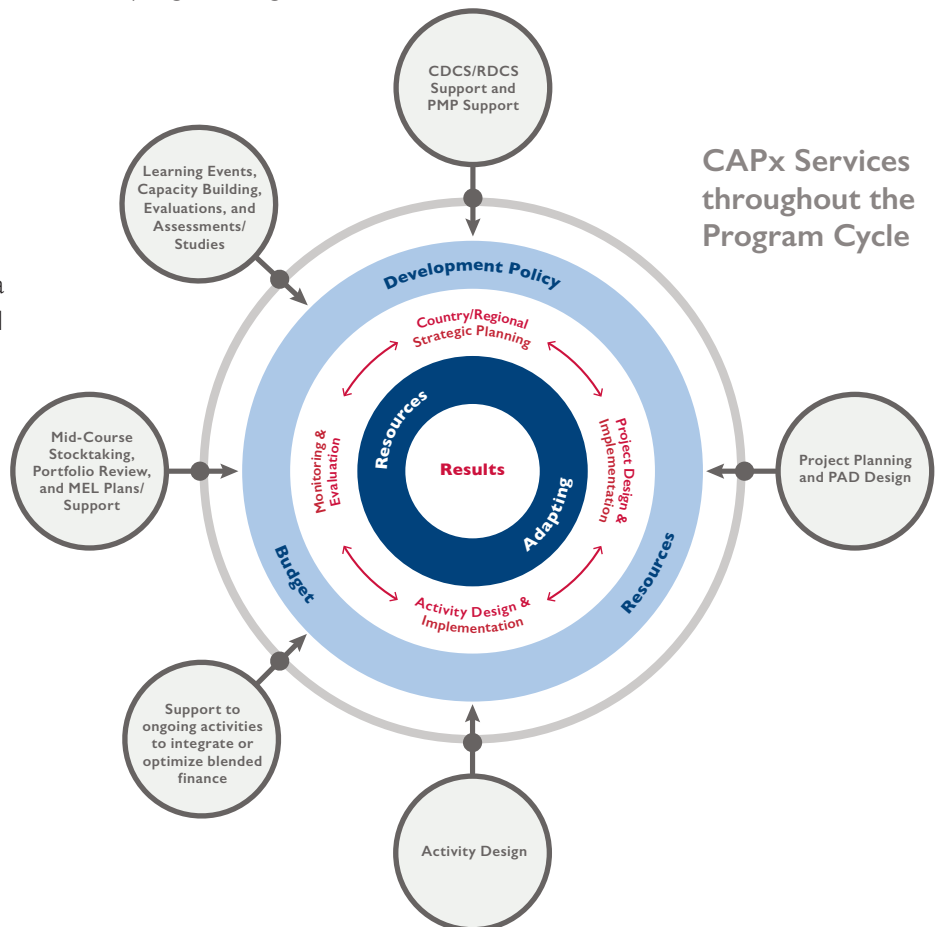 CDCS/RDCS
Support and
PMP Support
CAPx Services
throughout the
Program Cycle
Learning Events,
Capacity Building,
Evaluations, and
Assessments/
Studies
Development Policy
a
Country/Regional
Strategic Planning
Resources
Mid-Course
Stocktaking,
Portfolio Review,
and MEL Plans/
Support
Monitoring &
Evaluation
Results
Project Design &
Implementation
Project Planning
and PAD Design
Adapting
Budget
Resources
Activity Design &
Implementation
Support to
ongoing activities
to integrate or
optimize blended
finance
Activity Design